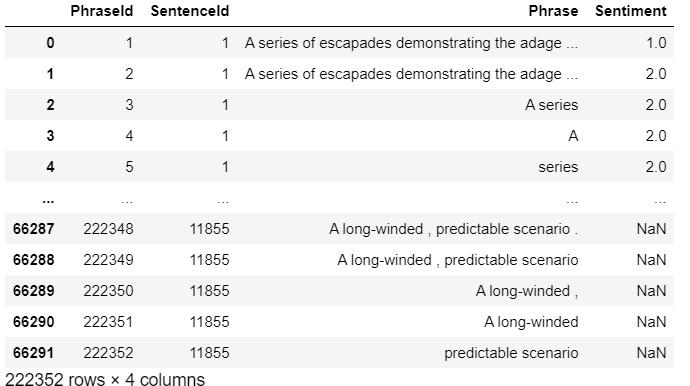 PhraseId SentenceId Phrase Sentiment
0 1 1 A series of escapades demonstrating the adage ... 1.0
1 2 1 A series of escapades demonstrating the adage ... 2.0
2 3 1 A series 2.0
3 4 1 A 2.0
4 5 1 series 2.0
... ... ... ... ...
66287 222348 11855 A long-winded , predictable scenario . NaN
66288 222349 11855 A long-winded , predictable scenario NaN
66289 222350 11855 A long-winded , NaN
66290 222351 11855 A long-winded NaN
66291 222352 11855 predictable scenario NaN
222352 rows × 4 columns